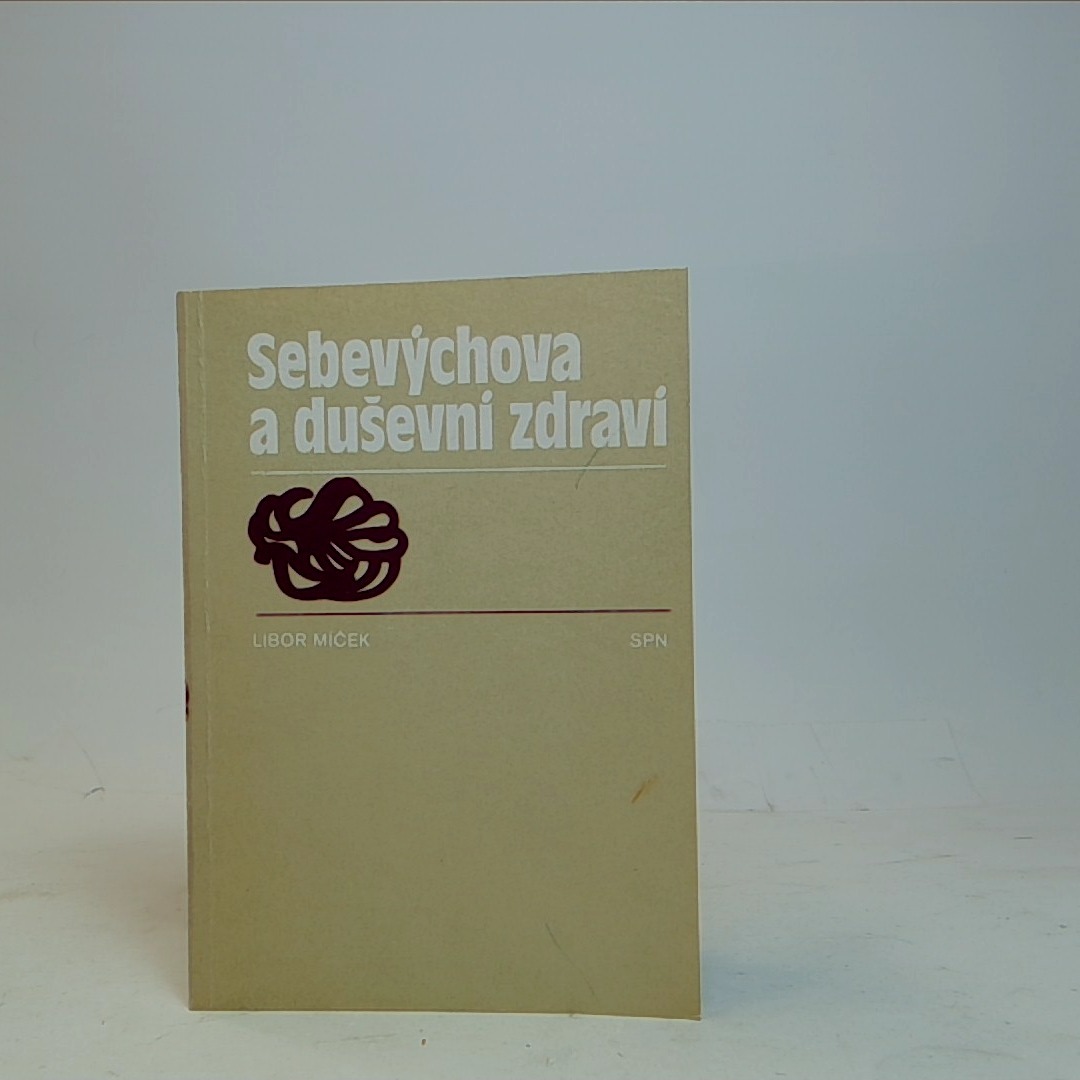 Sebevýchova
a duševní zdraví
LIBOR MÍČEK
SPN